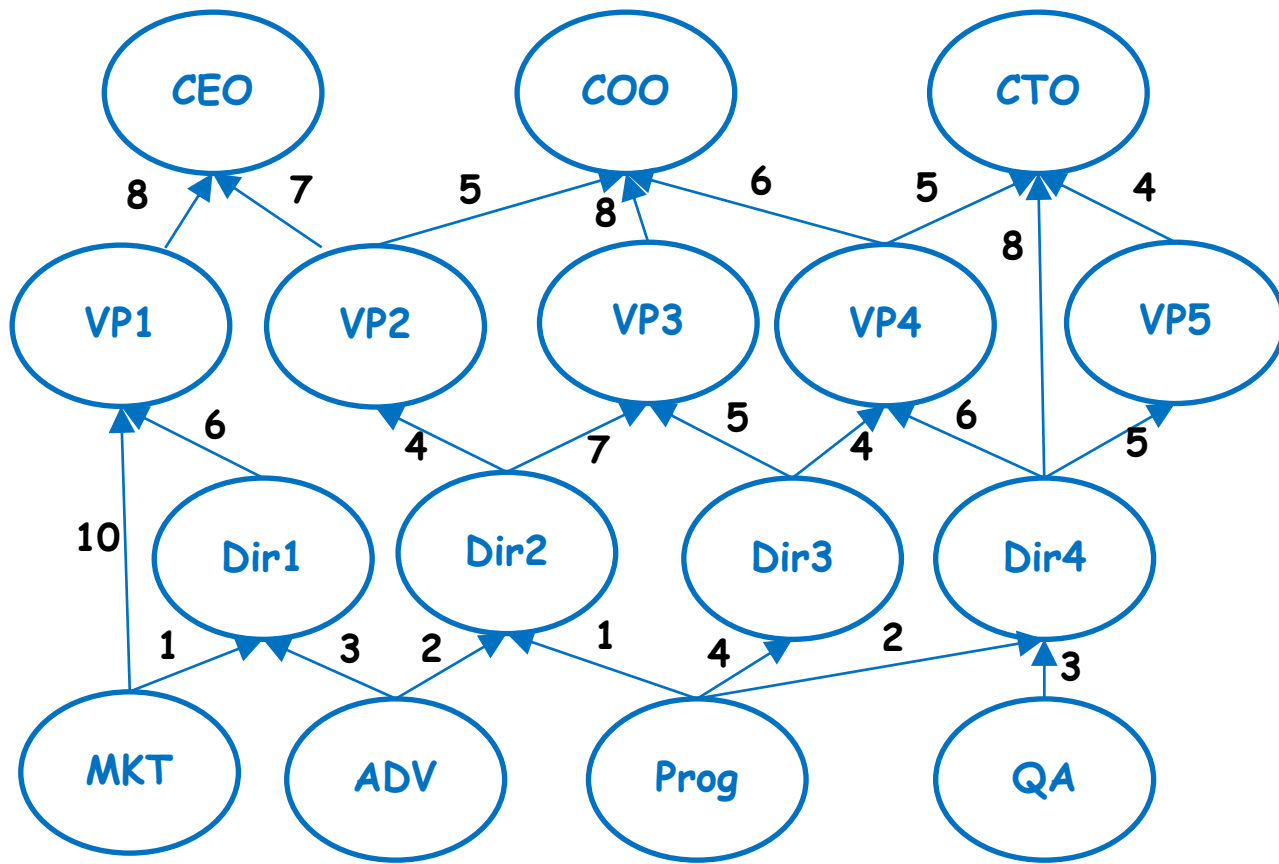 CEO COO CTO
8 7 5 8 6 5 8 4
VP1 VP2 VP3 VP4 VP5
10 6 4 7 5 4 6 5
Dir1 Dir2 Dir3 Dir4
1 3 2 1 4 2 3
MKT ADV Prog QA